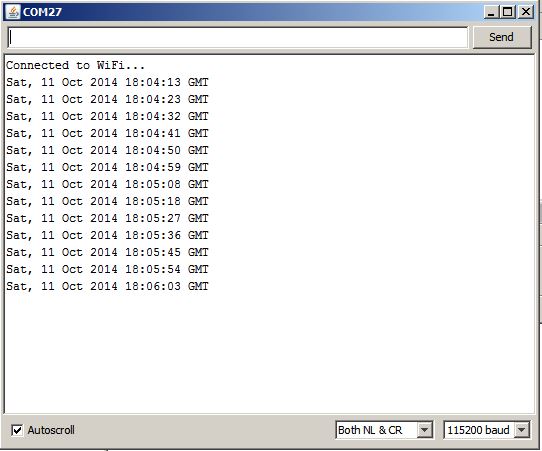 COM27
Send
Connected to WiFi...
Sat, 11 Oct 2014 18:04:13 GMT
Sat, 11 Oct 2014 18:04:23 GMT
Sat, 11 Oct 2014 18:04:32 GMT
Sat, 11 Oct 2014 18:04:41 GMT
Sat, 11 Oct 2014 18:04:50 GMT
Sat, 11 Oct 2014 18:04:59 GMT
Sat, 11 Oct 2014 18:05:08 GMT
Sat, 11 Oct 2014 18:05:18 GMT
Sat, 11 Oct 2014 18:05:27 GMT
Sat, 11 Oct 2014 18:05:36 GMT
Sat, 11 Oct 2014 18:05:45 GMT
Sat, 11 Oct 2014 18:05:54 GMT
Sat, 11 Oct 2014 18:06:03 GMT
Autoscroll Both NL & CR 115200 baud